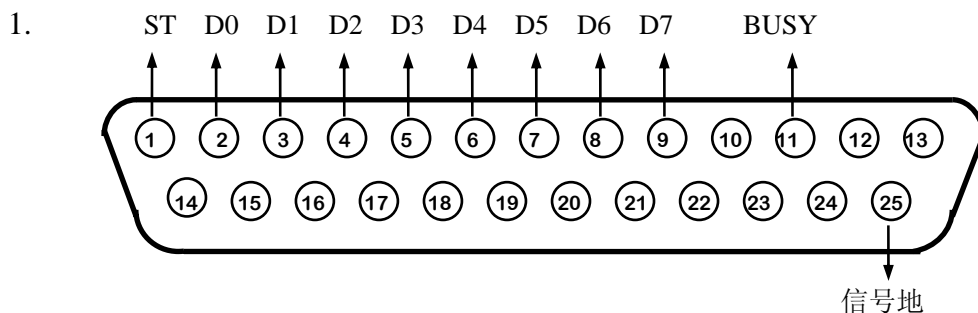 1. ST D0 D1 D2 D3 D4 D5 D6 D7 BUSY
1 2 3 4 5 6 7 8 9 10 11 12 13
14 15 16 17 18 19 20 21 22 23 24 25
信号地